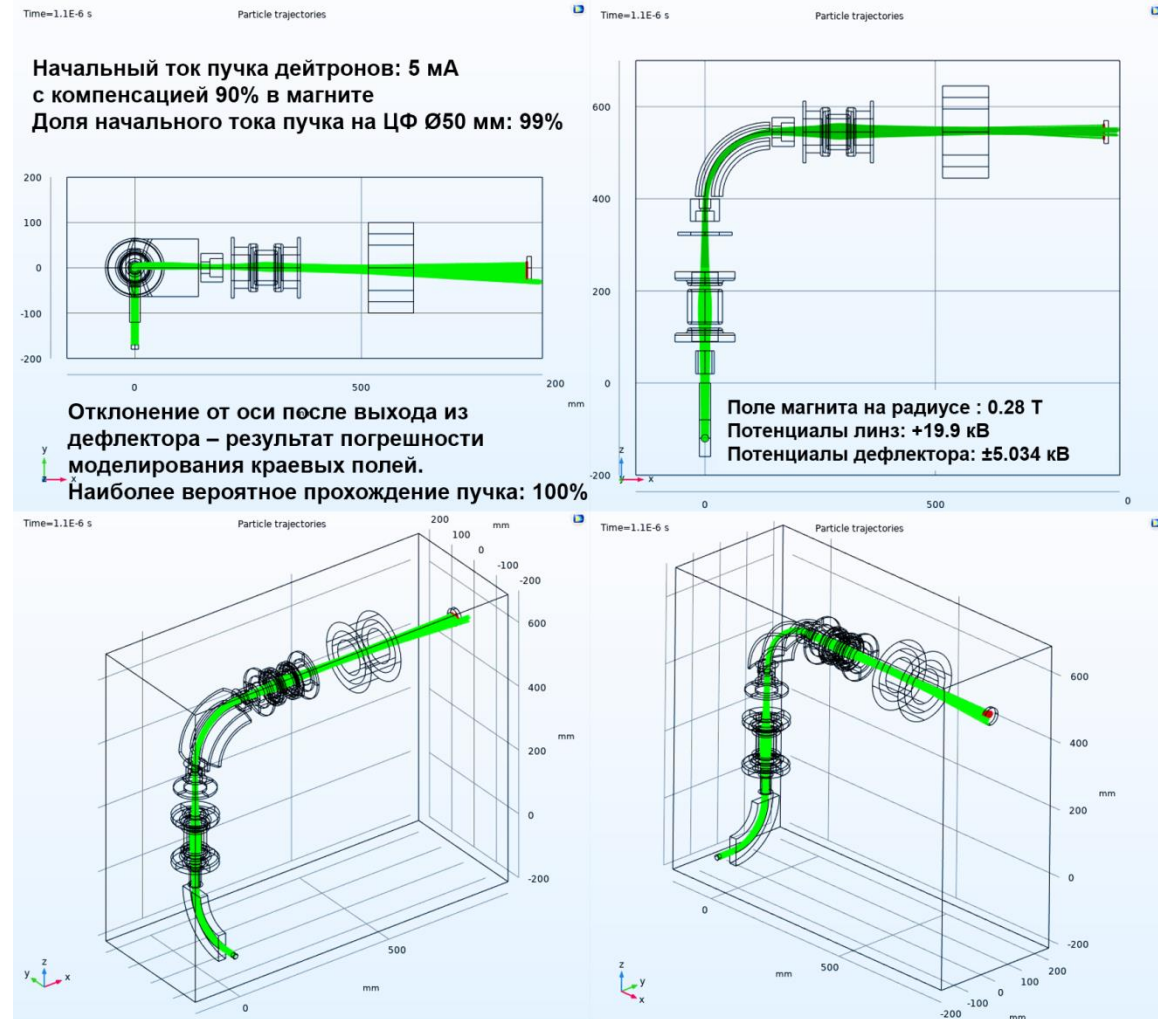 Time=1.1E-6 s
Particle trajectories
Начальный ток пучка дейтронов: 5 мА
с компенсацией 90% в магните
Доля начального тока пучка на ЦФ Ø50 мм: 99%
200
100
0
-100
-200
0
500
200
mm
Отклонение от оси после выхода из
дефлектора – результат погрешности
моделирования краевых полей.
Наиболее вероятное прохождение пучка: 100%
y
z
x
Time=1.1E-6 s
Particle trajectories
600
400
200
0
-200
Поле магнита на радиусе : 0.28 Т
Потенциалы линз: +19.9 кВ
Потенциалы дефлектора: ±5.034 кВ
z
y
x
0
500
0
Time=1.1E-6 s
Particle trajectories
200
mm
100
0
-100
-200
600
400
200
mm
0
-200
500
mm
0
z
y
x
Time=1.1E-6 s
Particle trajectories
600
400
mm
200
0
-200
0
mm
500
200
100
0
-100
-200
mm
z
y
x